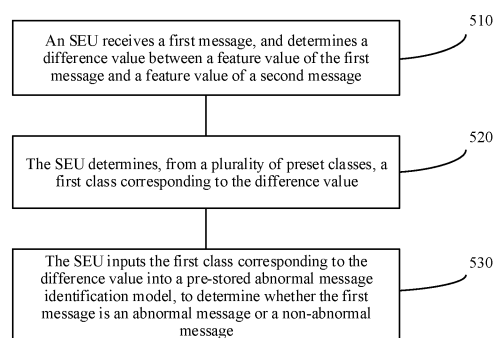 510
An SEU receives a first message, and determines a
difference value between a feature value of the first
message and a feature value of a second message
520
The SEU determines, from a plurality of preset classes, a
first class corresponding to the difference value
530
The SEU inputs the first class corresponding to the
difference value into a pre-stored abnormal message
identification model, to determine whether the first
message is an abnormal message or a non-abnormal
message